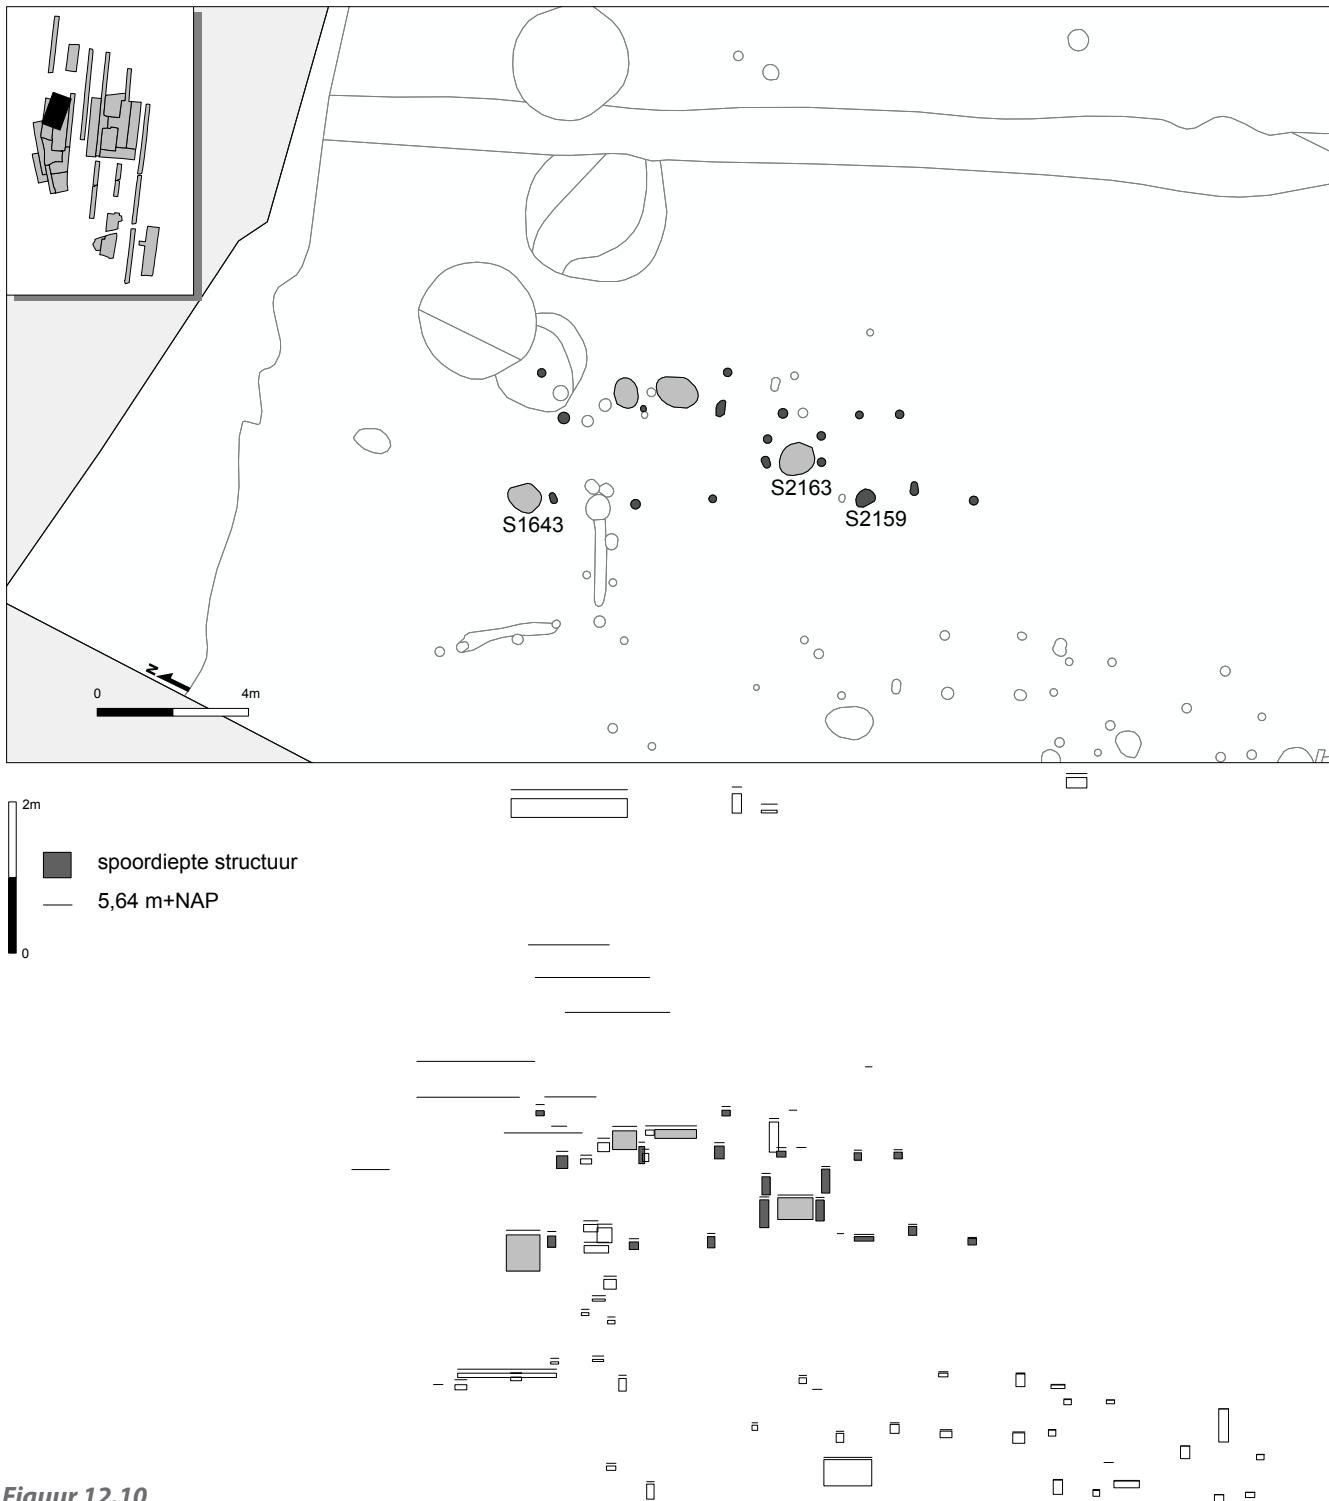 S2163
S2159
S1643
N
0 4m
2m
spoordiepte structuur
5,64 m+NAP
0
Figuur 12.10